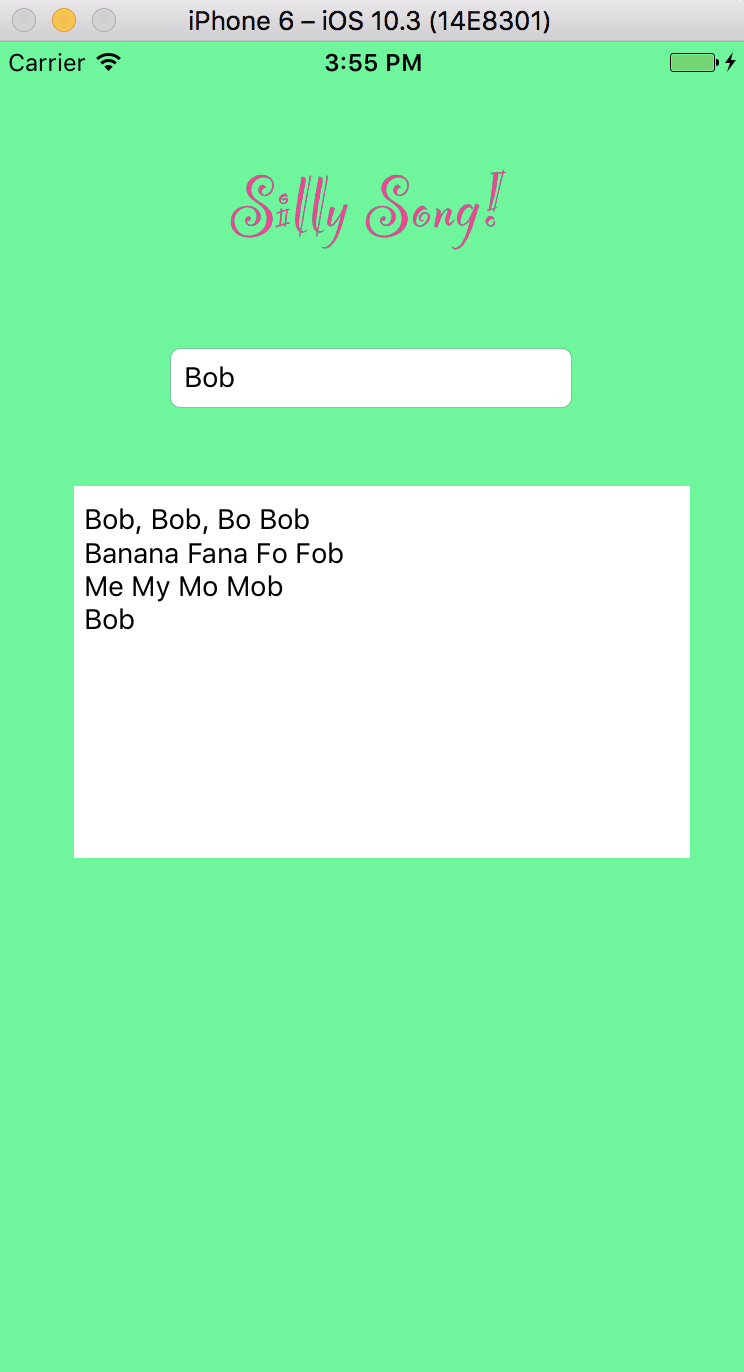 iPhone 6 – iOS 10.3 (14E8301)
Carrier 3:55 PM
Silly Song!
Bob
Bob, Bob, Bo Bob
Banana Fana Fo Fob
Me My Mo Mob
Bob